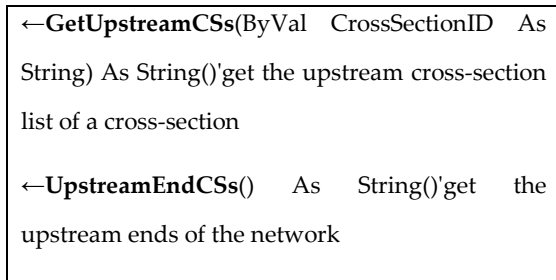 ←GetUpstreamCSs(ByVal CrossSectionID As
String) As String()'get the upstream cross-section
list of a cross-section
←UpstreamEndCSs() As String()'get the
upstream ends of the network